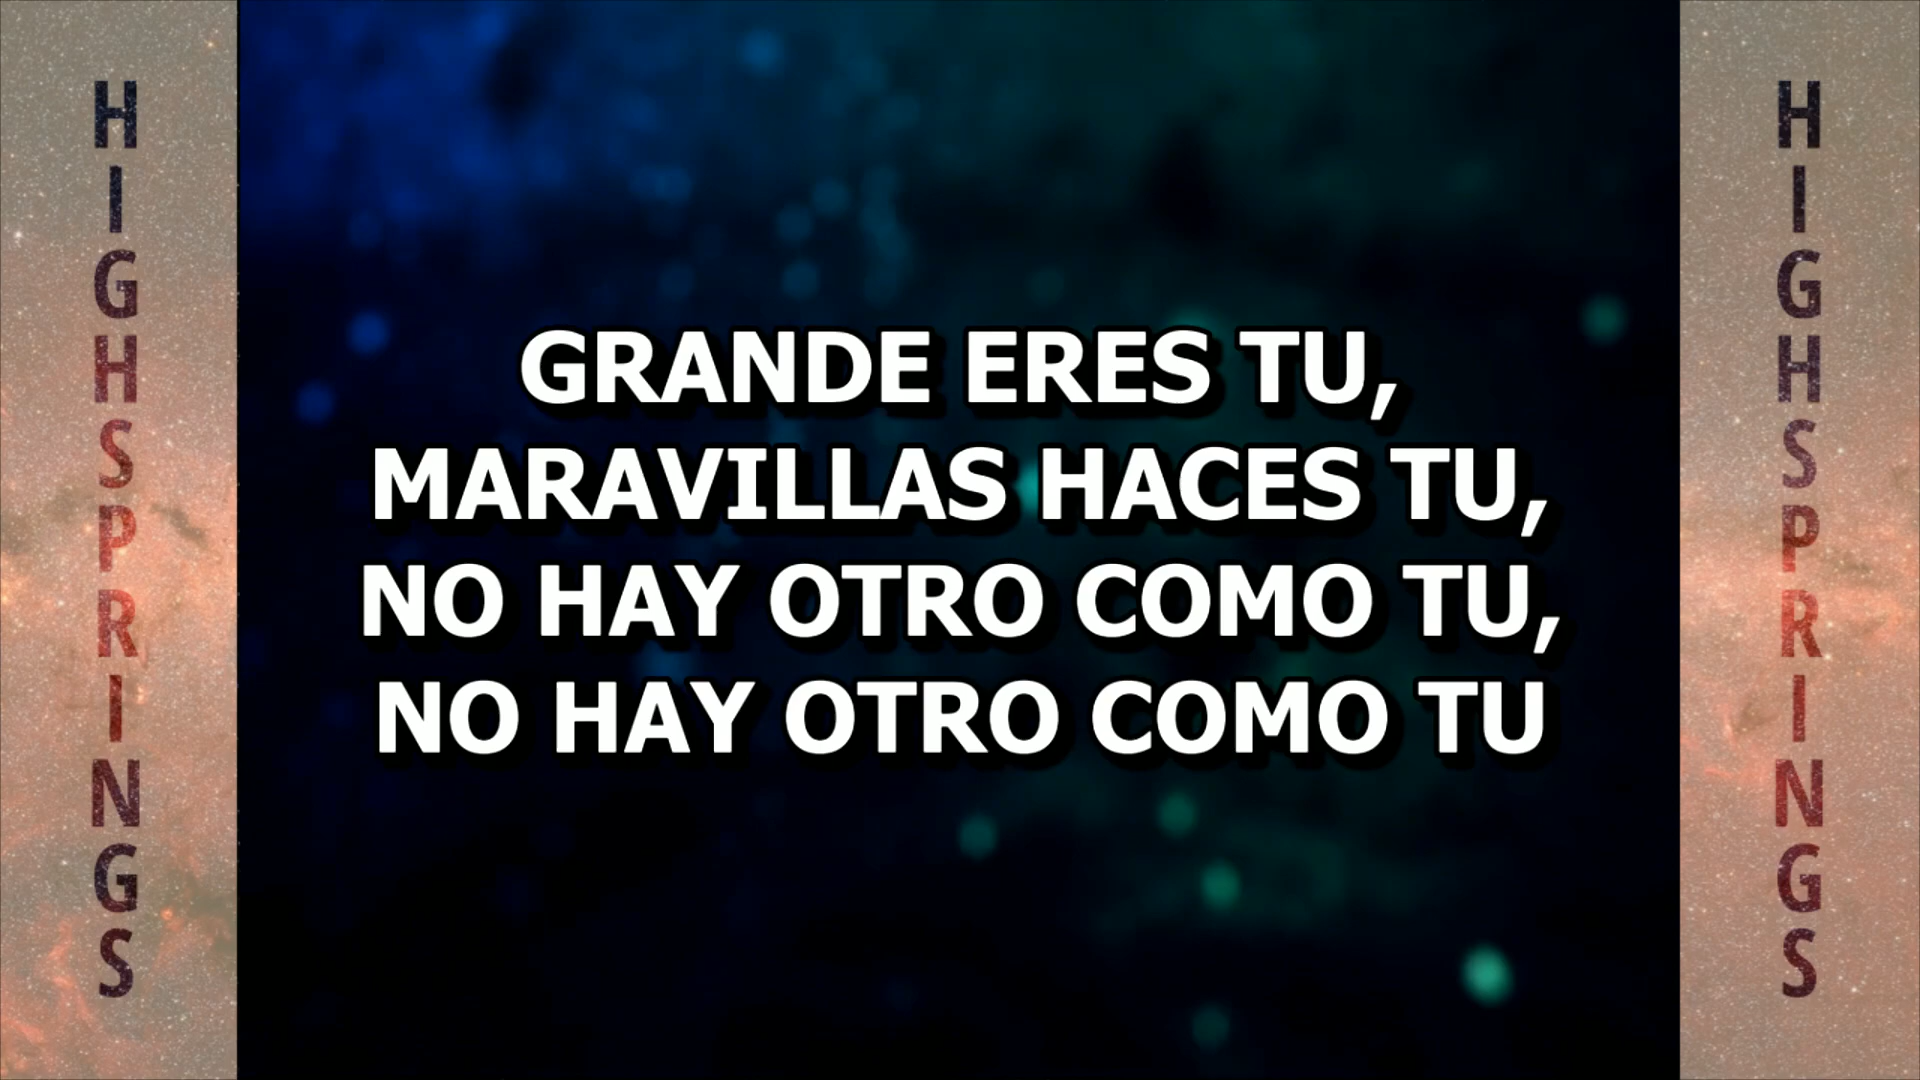 HIGHSPRINGS
GRANDE ERES TU,
MARAVILLAS HACES TU,
NO HAY OTRO COMO TU,
NO HAY OTRO COMO TU
HIGHSPRINGS